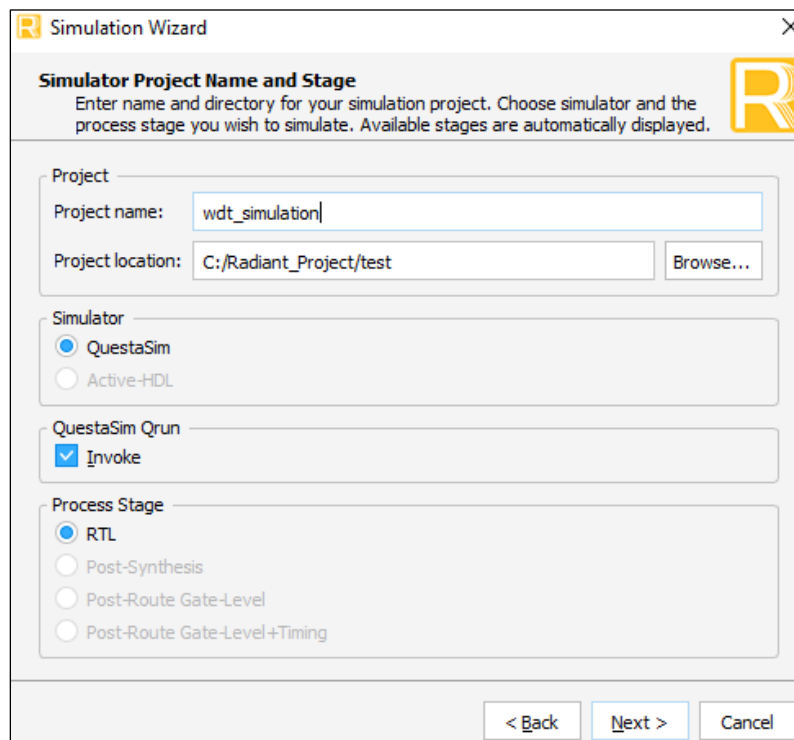 Simulation Wizard
Simulator Project Name and Stage
Enter name and directory for your simulation project. Choose simulator and the
process stage you wish to simulate. Available stages are automatically displayed.
Project
Project name: wdt_simulation
Project location: C:/Radiant_Project/test Browse...
Simulator
QuestaSim
Active-HDL
QuestaSim Qrun
Invoke
Process Stage
RTL
Post-Synthesis
Post-Route Gate-Level
Post-Route Gate-Level+Timing
< Back Next > Cancel